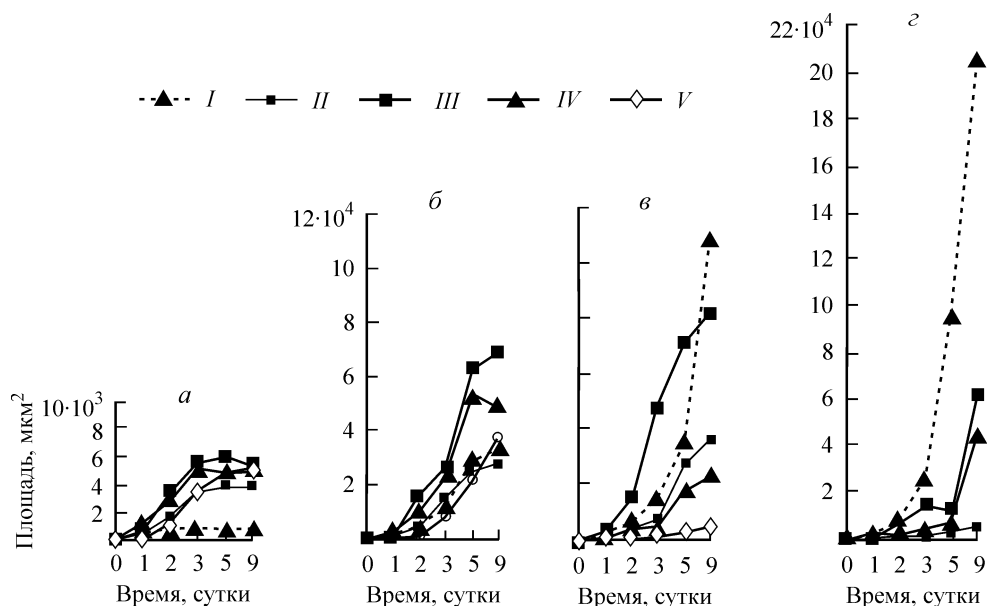 22·10⁴
г
20
I II III IV V
18
16
14
12·10⁴
б
в
12
10
10
8
8
6
6
Площадь, мкм²
10·10³
а
8
4
4
6
4
2
2
2
0 1 2 3 5 9
0 1 2 3 5 9
0 1 2 3 5 9
0 1 2 3 5 9
Время, сутки
Время, сутки
Время, сутки
Время, сутки